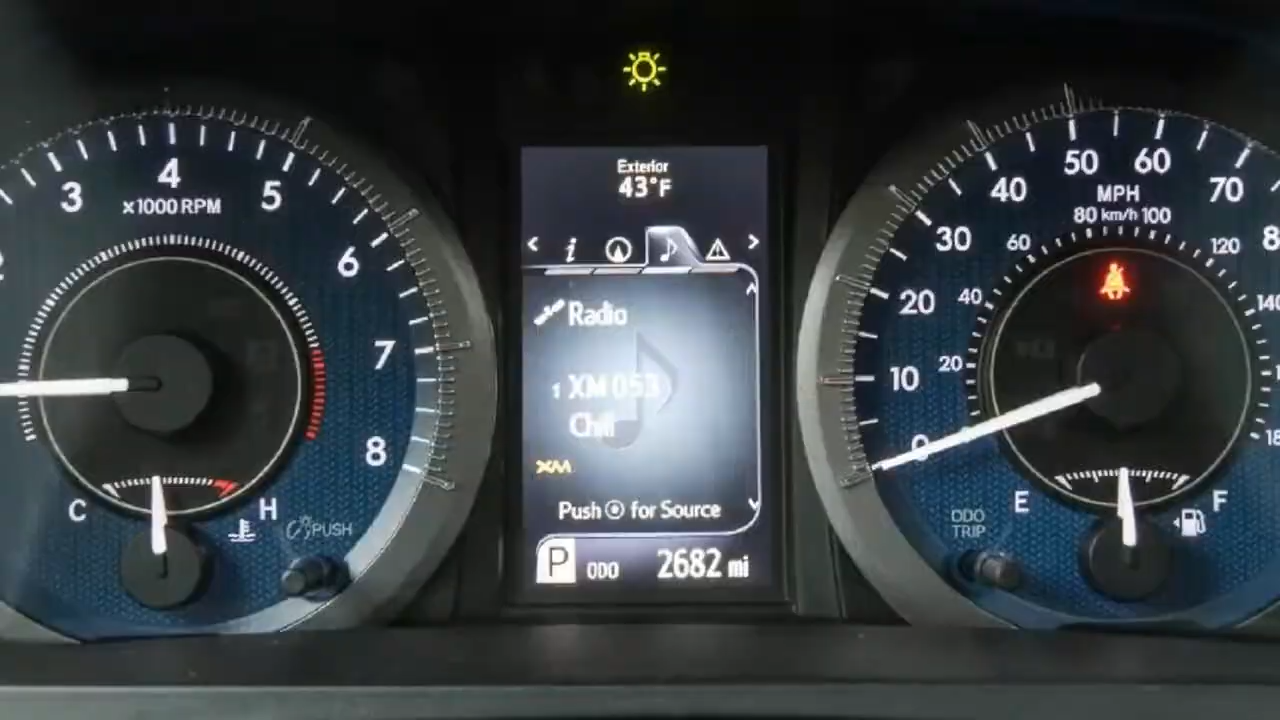 3
4
5
6
7
8
x1000 RPM
C
H
PUSH
Exterior
43°F
i
Radio
1 XM 053
Chill
XM
Push ⦿ for Source
P ODO 2682 mi
0
10
20
30
40
50
60
70
MPH
80 km/h 100
20
40
60
120
140
E
F
ODO
TRIP